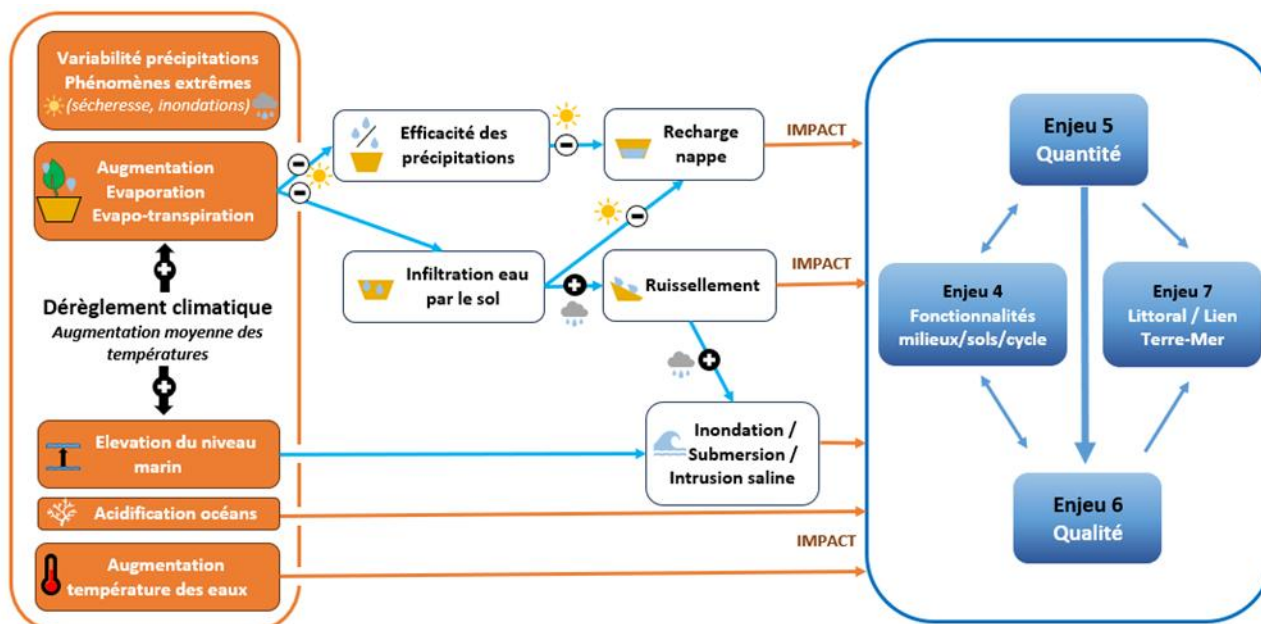 Variabilité précipitations
Phénomènes extrêmes
(sécheresse, inondations)
Augmentation
Evaporation
Evapo-transpiration
Dérèglement climatique
Augmentation moyenne des
températures
Elevation du niveau
marin
Acidification océans
Augmentation
température des eaux
Efficacité des
précipitations
Infiltration eau
par le sol
Recharge
nappe
Ruissellement
Inondation /
Submersion /
Intrusion saline
IMPACT
IMPACT
IMPACT
Enjeu 5
Quantité
Enjeu 4
Fonctionnalités
milieux/sols/cycle
Enjeu 7
Littoral / Lien
Terre-Mer
Enjeu 6
Qualité